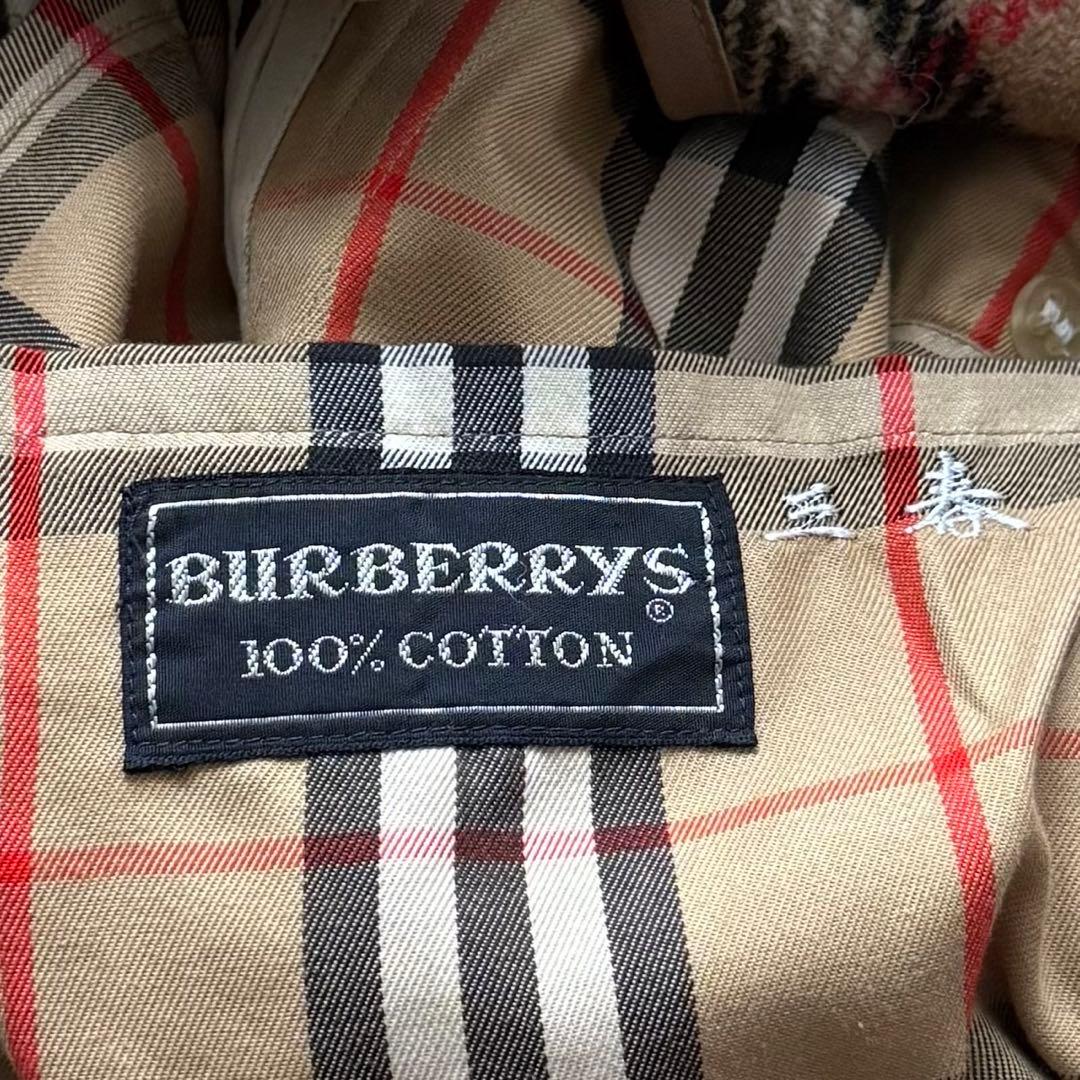 BURBERRYS
®
100% COTTON
三春